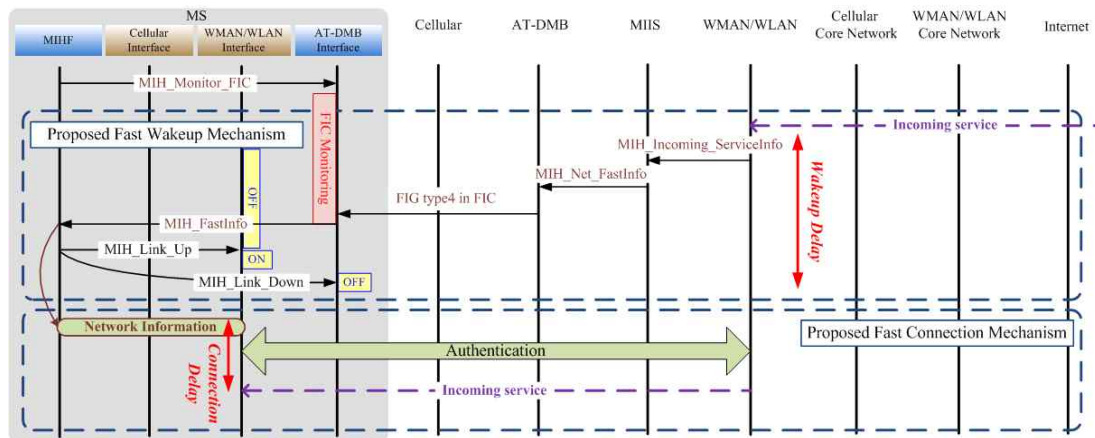 MS
Cellular
AT-DMB
MIIS
WMAN/WLAN
Cellular
Core Network
WMAN/WLAN
Core Network
Internet
MIHF
Cellular
Interface
WMAN/WLAN
Interface
AT-DMB
Interface
MIH_Monitor_FIC
Proposed Fast Wakeup Mechanism
FIC Monitoring
Incoming service
MIH_Incoming_ServiceInfo
MIH_Net_FastInfo
Wakeup Delay
OFF
FIG type4 in FIC
MIH_FastInfo
MIH_Link_Up
ON
MIH_Link_Down
OFF
Network Information
Proposed Fast Connection Mechanism
Connection
Delay
Authentication
Incoming service